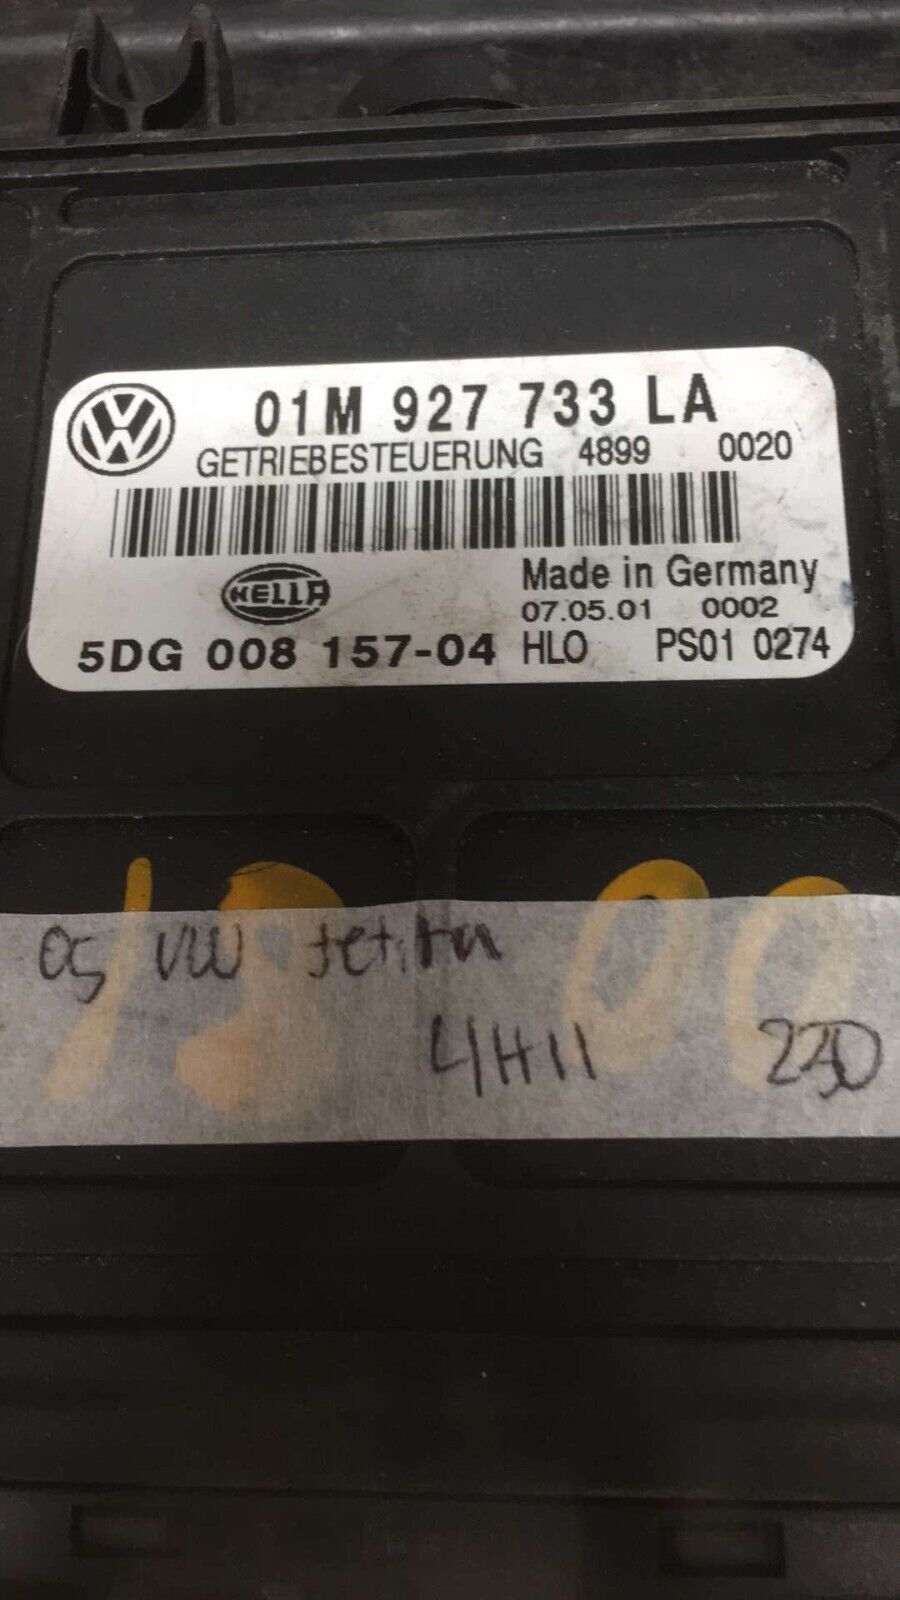 01M 927 733 LA
GETRIEBESTEUERUNG 4899 0020
HELLA
Made in Germany
07.05.01 0002
5DG 008 157-04 HLO PS01 0274
05 VW Jetta
4H11
230